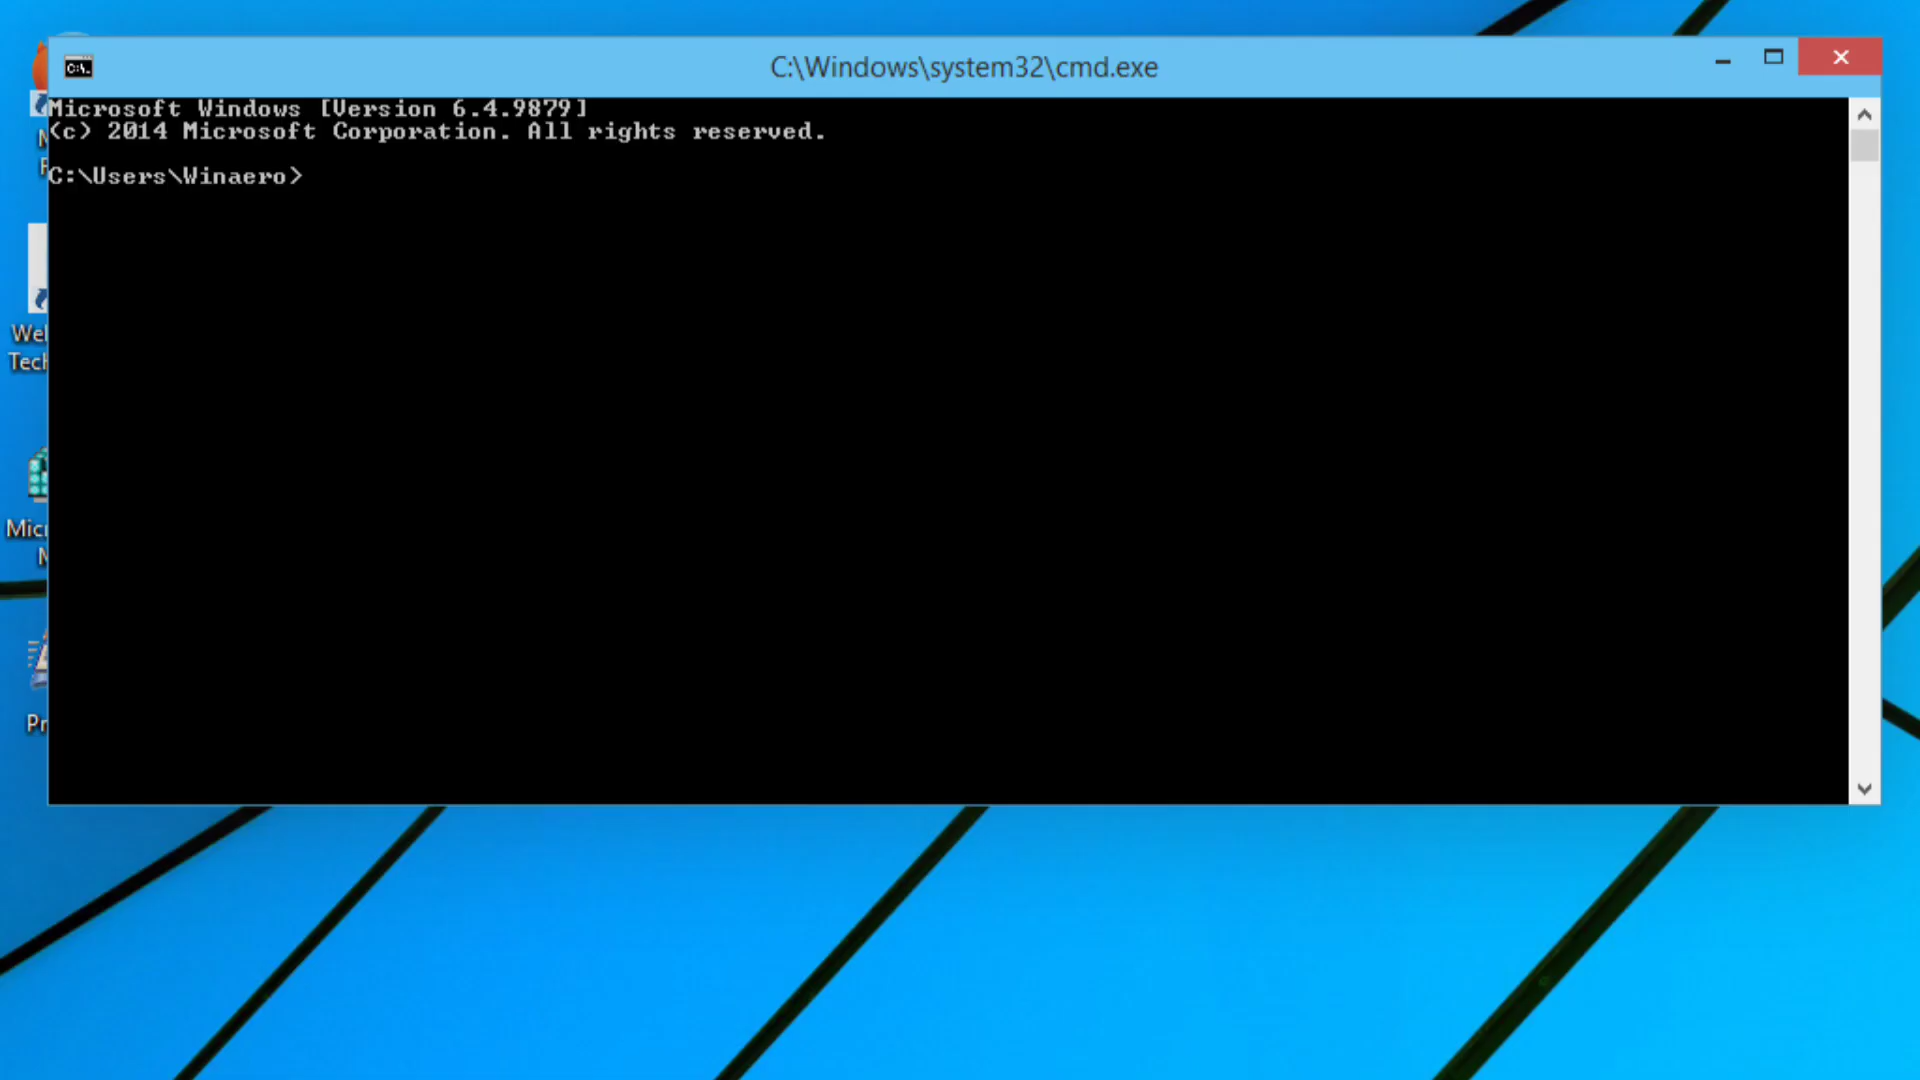 C:\Windows\system32\cmd.exe
Microsoft Windows [Version 6.4.9879]
(c) 2014 Microsoft Corporation. All rights reserved.
C:\Users\Winaero>